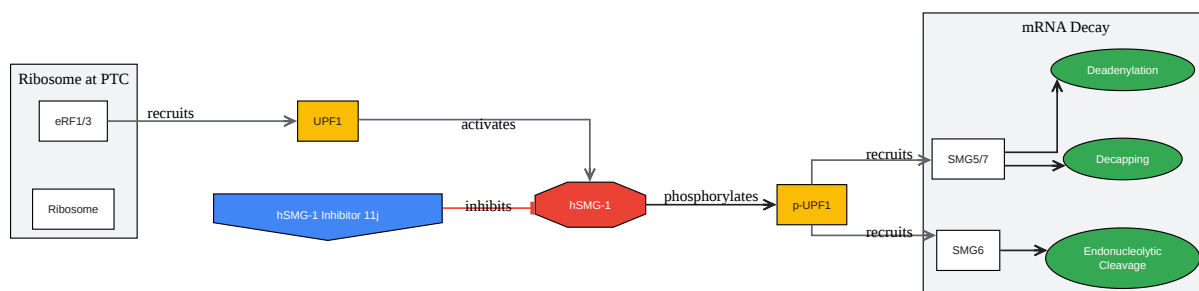 Ribosome at PTC
eRF1/3
Ribosome
recruits
UPF1
activates
hSMG-1 Inhibitor 11j
inhibits
hSMG-1
phosphorylates
p-UPF1
recruits
recruits
mRNA Decay
SMG5/7
SMG6
Deadenylation
Decapping
Endonucleolytic
Cleavage